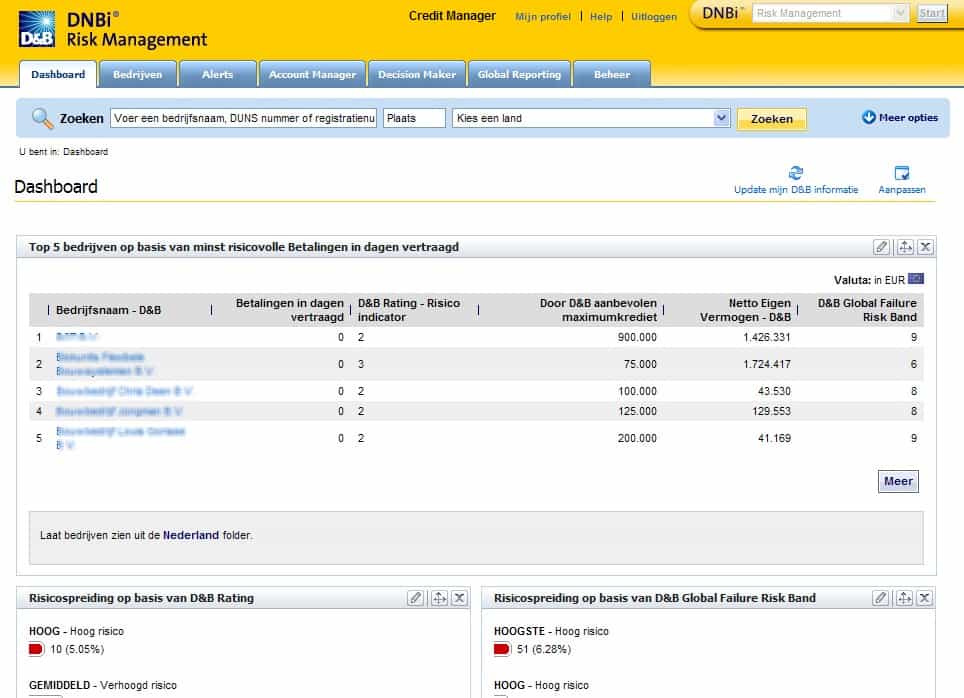 DNBi®
Risk Management
D&B
Credit Manager
Mijn profiel | Help | Uitloggen
DNBi™ Risk Management Start
Dashboard Bedrijven Alerts Account Manager Decision Maker Global Reporting Beheer
Zoeken Voer een bedrijfsnaam, DUNS nummer of registratienu Plaats Kies een land Zoeken Meer opties
U bent in: Dashboard
Dashboard
Update mijn D&B informatie Aanpassen
Top 5 bedrijven op basis van minst risicovolle Betalingen in dagen vertraagd
Valuta: in EUR
Bedrijfsnaam - D&B | Betalingen in dagen vertraagd | D&B Rating - Risico indicator | Door D&B aanbevolen maximumkrediet | Netto Eigen Vermogen - D&B | D&B Global Failure Risk Band
1 0 2 900.000 1.426.331 9
2 0 3 75.000 1.724.417 6
3 0 2 100.000 43.530 8
4 0 2 125.000 129.553 8
5 0 2 200.000 41.169 9
Meer
Laat bedrijven zien uit de Nederland folder.
Risicospreiding op basis van D&B Rating
HOOG - Hoog risico
10 (5.05%)
GEMIDDELD - Verhoogd risico
Risicospreiding op basis van D&B Global Failure Risk Band
HOOGSTE - Hoog risico
51 (6.28%)
HOOG - Hoog risico